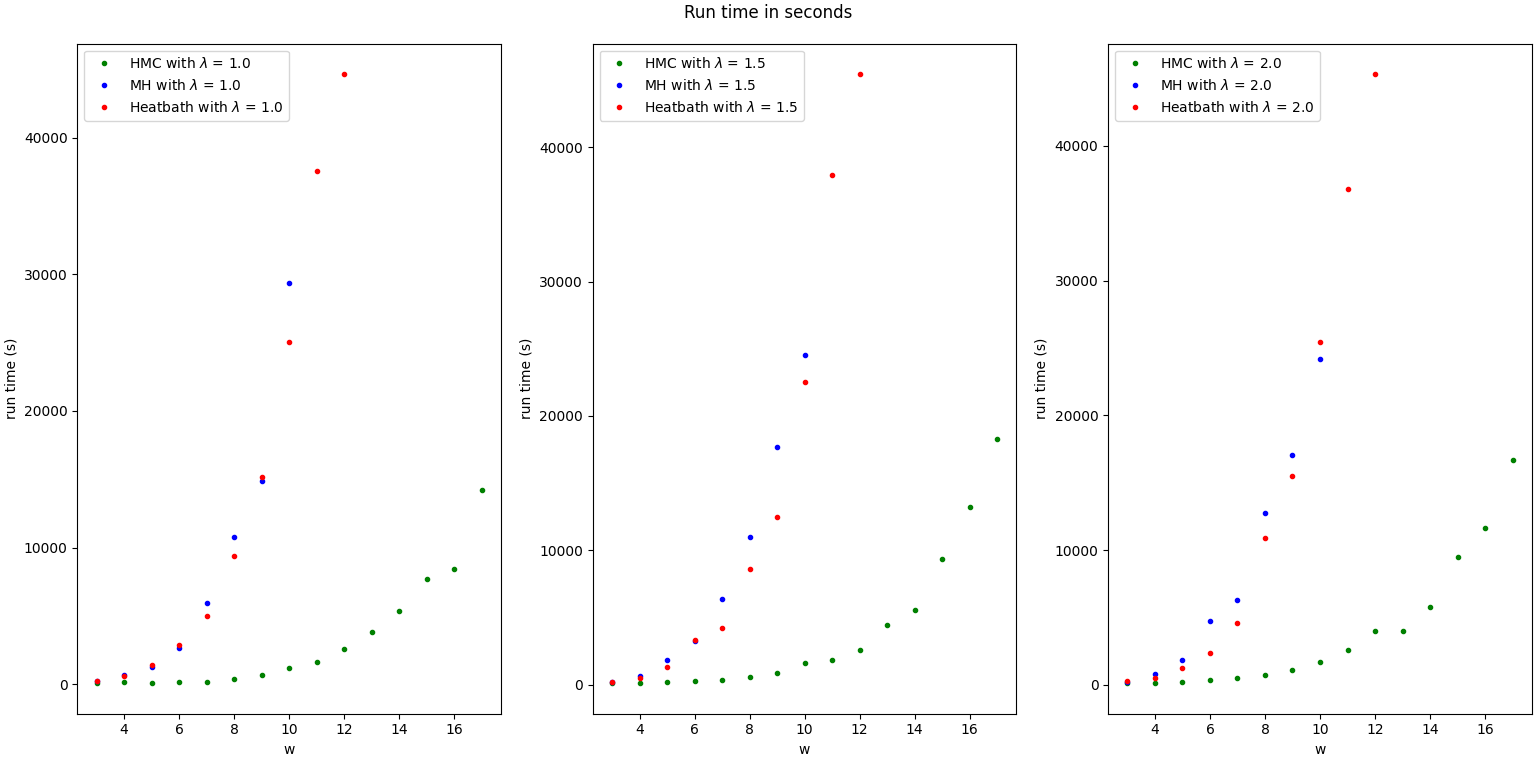 Run time in seconds
HMC with λ = 1.0
MH with λ = 1.0
Heatbath with λ = 1.0
run time (s)
40000
30000
20000
10000
0
4 6 8 10 12 14 16
w
HMC with λ = 1.5
MH with λ = 1.5
Heatbath with λ = 1.5
run time (s)
40000
30000
20000
10000
0
4 6 8 10 12 14 16
w
HMC with λ = 2.0
MH with λ = 2.0
Heatbath with λ = 2.0
run time (s)
40000
30000
20000
10000
0
4 6 8 10 12 14 16
w